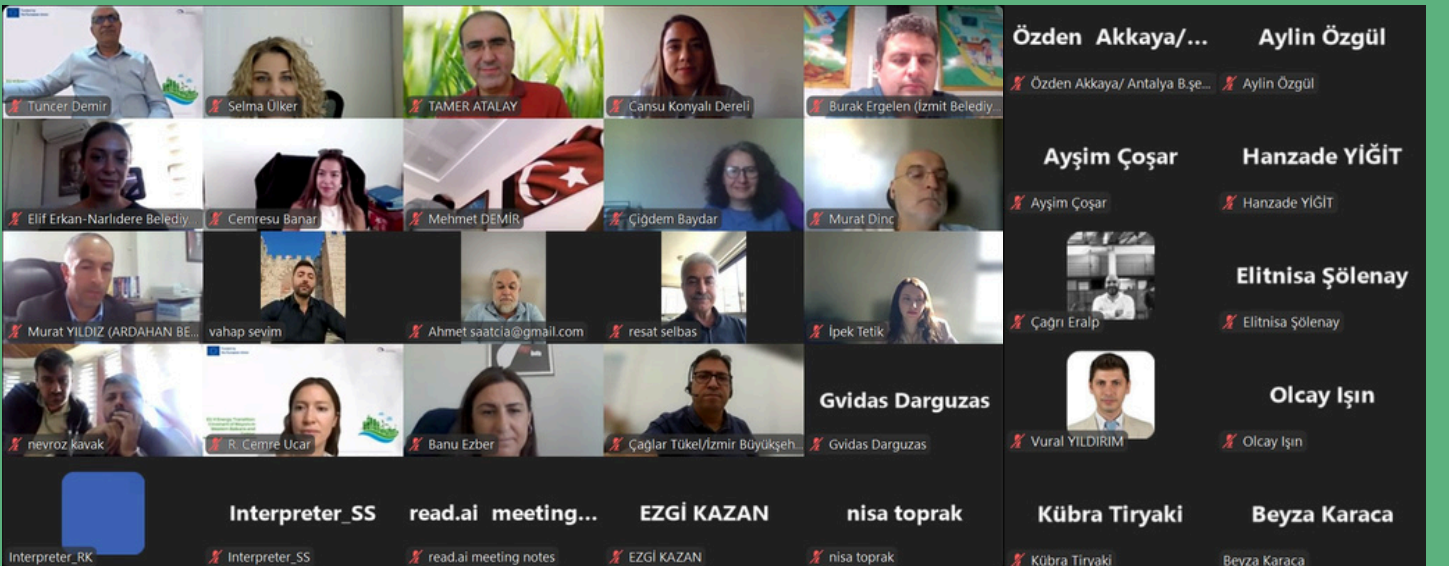 Tuncer Demir
Selma Ülker
TAMER ATALAY
Cansu Konyalı Dereli
Burak Ergelen (İzmit Belediy...
Özden Akkaya/...
Özden Akkaya/ Antalya B.şe...
Aylin Özgül
Aylin Özgül
Elif Erkan-Narlıdere Belediy...
Cemresu Banar
Mehmet DEMİR
Çiğdem Baydar
Murat Dinc
Ayşim Çoşar
Ayşim Çoşar
Hanzade YİĞİT
Hanzade YİĞİT
Murat YILDIZ (ARDAHAN BE...
vahap sevim
Ahmet saatcia@gmail.com
resat selbas
İpek Tetik
Çağrı Eralp
Elitnisa Şölenay
Elitnisa Şölenay
nevroz kavak
R. Cemre Ucar
Banu Ezber
Çağlar Tükel/İzmir Büyükşeh...
Gvidas Darguzas
Gvidas Darguzas
Vural YILDIRIM
Olcay Işın
Olcay Işın
Interpreter_RK
Interpreter_SS
Interpreter_SS
read.ai meeting...
read.ai meeting notes
EZGİ KAZAN
EZGİ KAZAN
nisa toprak
nisa toprak
Kübra Tiryaki
Kübra Tiryaki
Beyza Karaca
Beyza Karaca